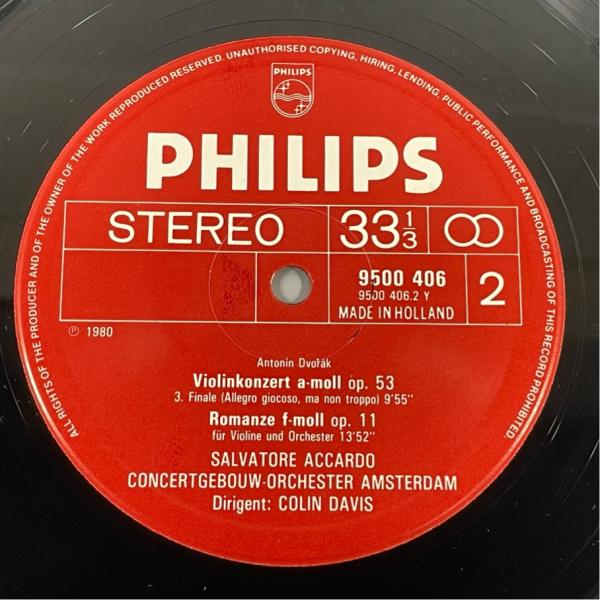 ALL RIGHTS OF THE PRODUCER AND OF THE OWNER OF THE WORK REPRODUCED RESERVED. UNAUTHORISED COPYING, HIRING, LENDING, PUBLIC PERFORMANCE AND BROADCASTING OF THIS RECORD PROHIBITED.
PHILIPS
PHILIPS
STEREO 33 1/3
9500 406
9500 406.2 Y
MADE IN HOLLAND
2
℗ 1980
Antonin Dvořák
Violinkonzert a-moll op. 53
3. Finale (Allegro giocoso, ma non troppo) 9'55"
Romanze f-moll op. 11
für Violine und Orchester 13'52"
SALVATORE ACCARDO
CONCERTGEBOUW-ORCHESTER AMSTERDAM
Dirigent: COLIN DAVIS